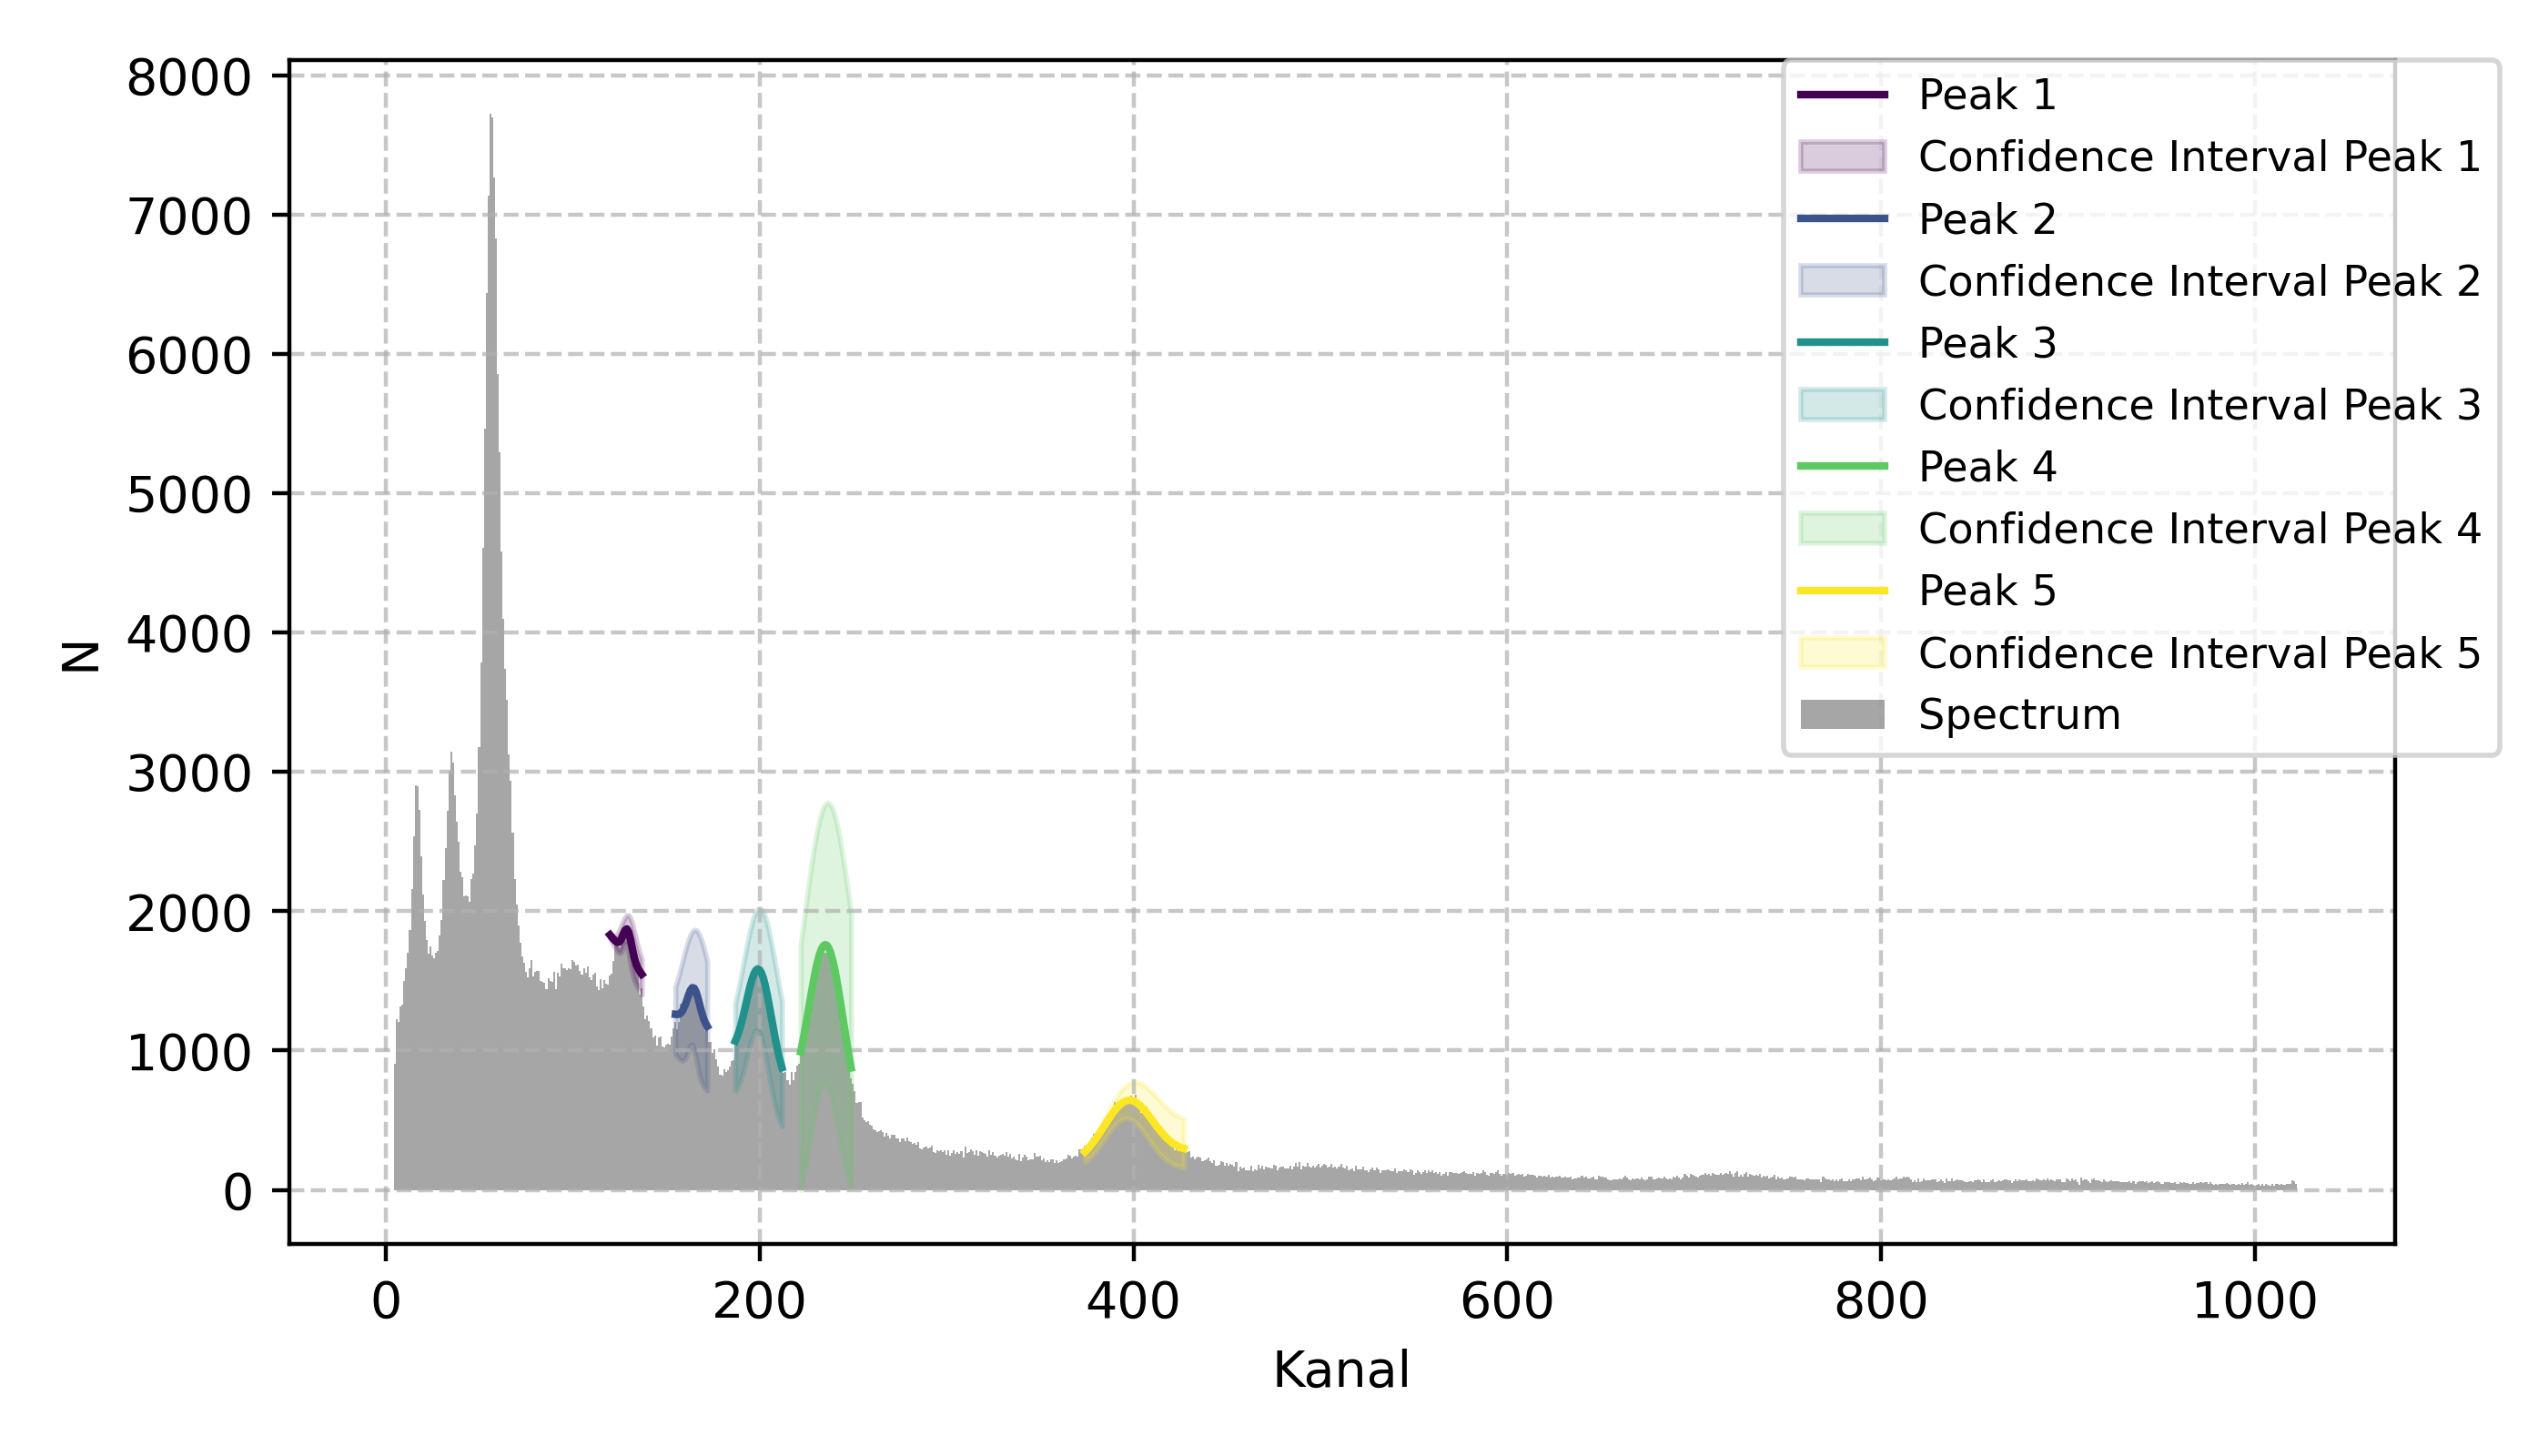 8000
7000
6000
5000
4000
3000
2000
1000
0
N
0 200 400 600 800 1000
Kanal
Peak 1
Confidence Interval Peak 1
Peak 2
Confidence Interval Peak 2
Peak 3
Confidence Interval Peak 3
Peak 4
Confidence Interval Peak 4
Peak 5
Confidence Interval Peak 5
Spectrum